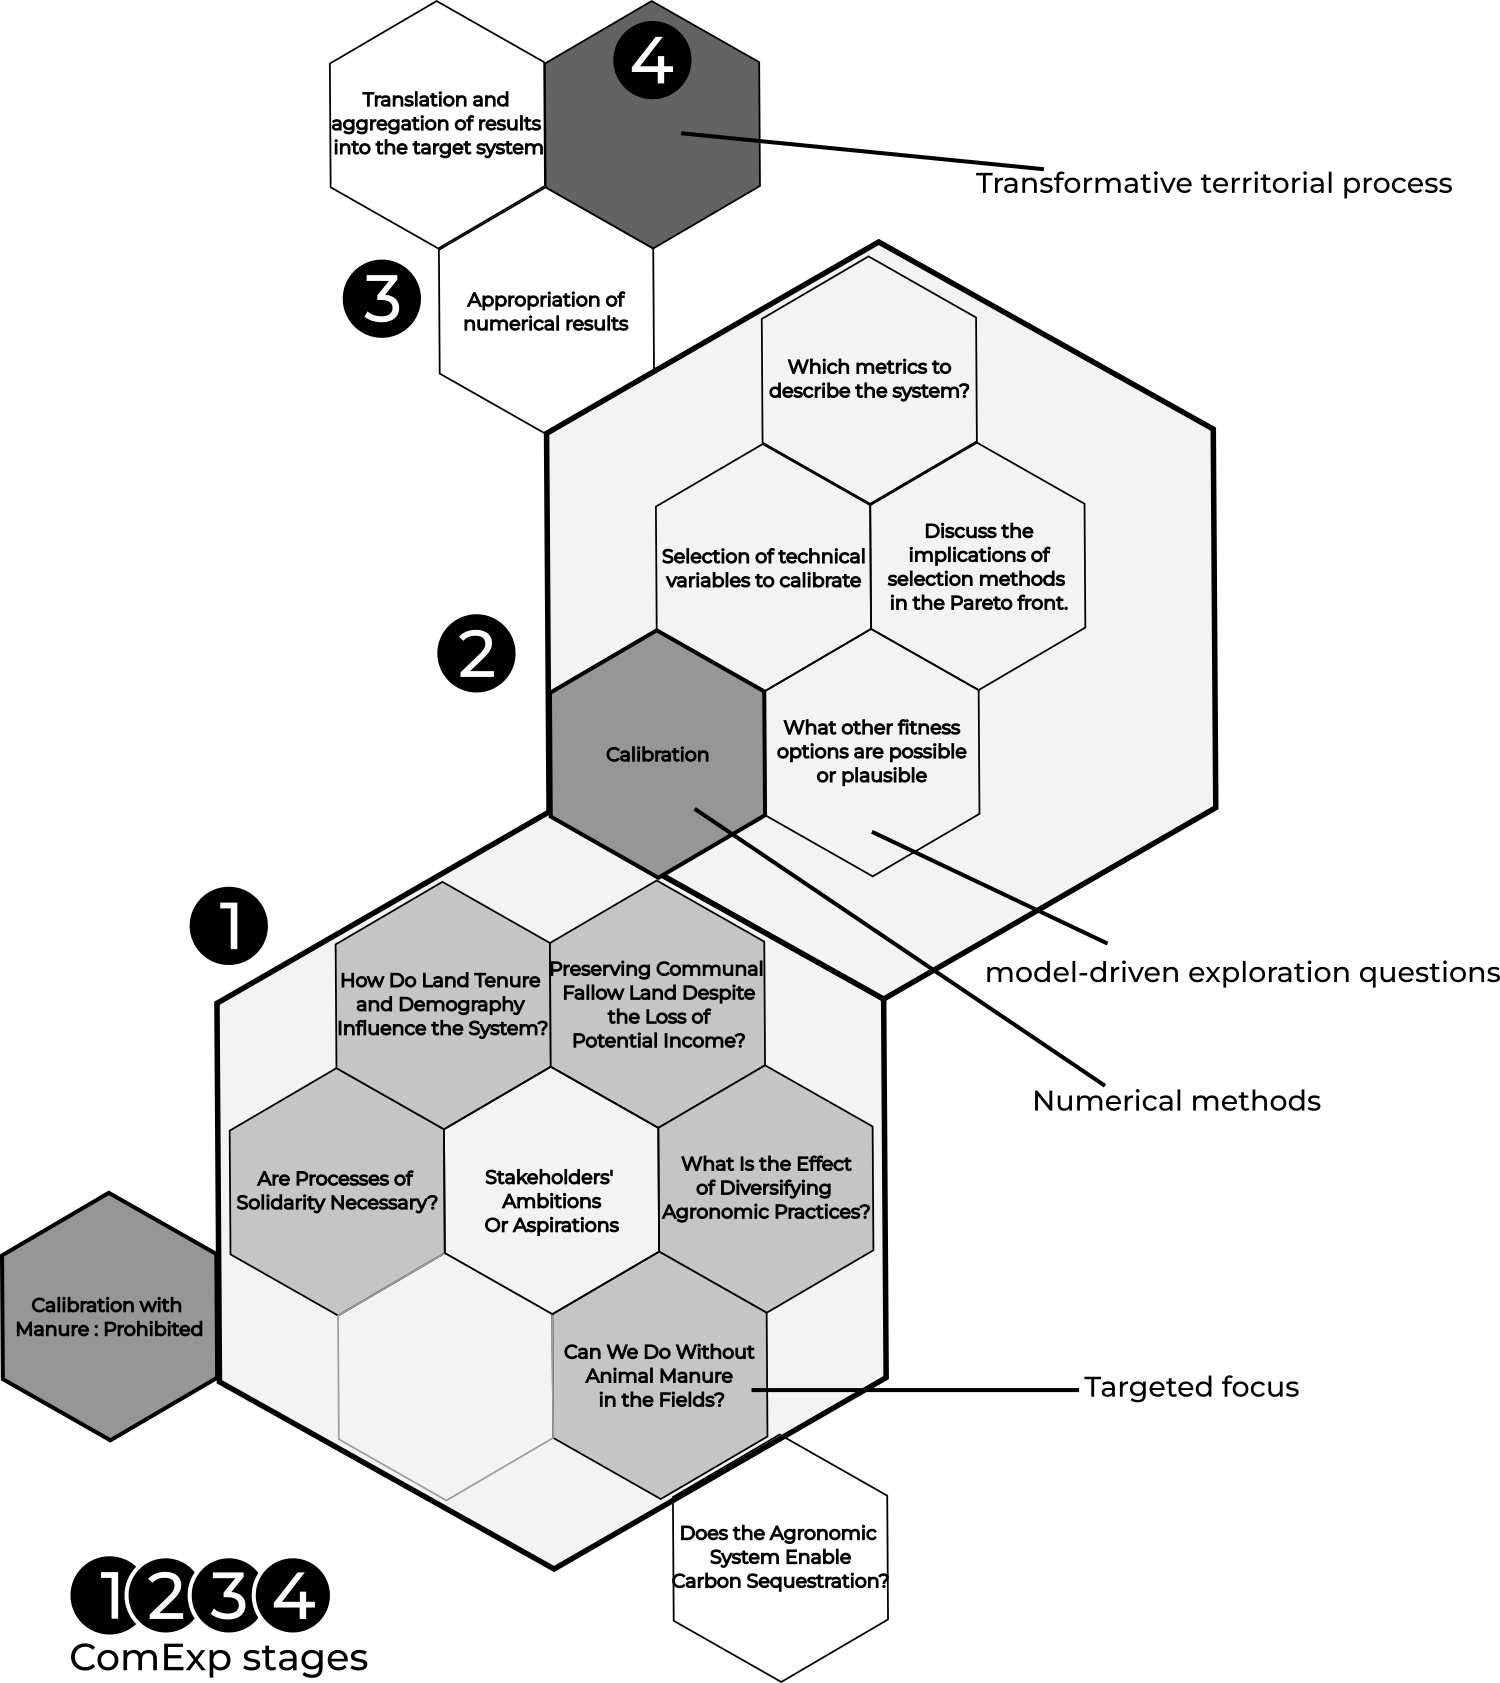 4
Translation and
aggregation of results
into the target system
Transformative territorial process
3
Appropriation of
numerical results
Which metrics to
describe the system?
Selection of technical
variables to calibrate
Discuss the
implications of
selection methods
in the Pareto front.
2
Calibration
What other fitness
options are possible
or plausible
model-driven exploration questions
Numerical methods
1
How Do Land Tenure
and Demography
Influence the System?
Preserving Communal
Fallow Land Despite
the Loss of
Potential Income?
Are Processes of
Solidarity Necessary?
Stakeholders'
Ambitions
Or Aspirations
What Is the Effect
of Diversifying
Agronomic Practices?
Calibration with
Manure : Prohibited
Can We Do Without
Animal Manure
in the Fields?
Targeted focus
Does the Agronomic
System Enable
Carbon Sequestration?
1 2 3 4
ComExp stages